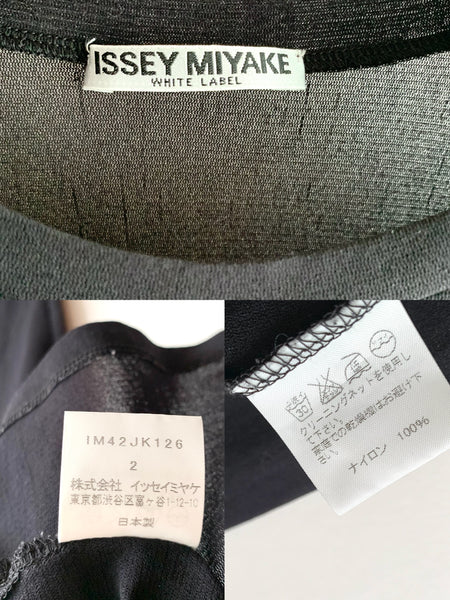 ISSEY MIYAKE
WHITE LABEL
IM42JK126
2
株式会社 イッセイミヤケ
東京都渋谷区富ヶ谷1-12-10
日本製
クリーニングネットを使用し
て下さい。
家庭での乾燥機はお避け下
さい。
ナイロン 100%